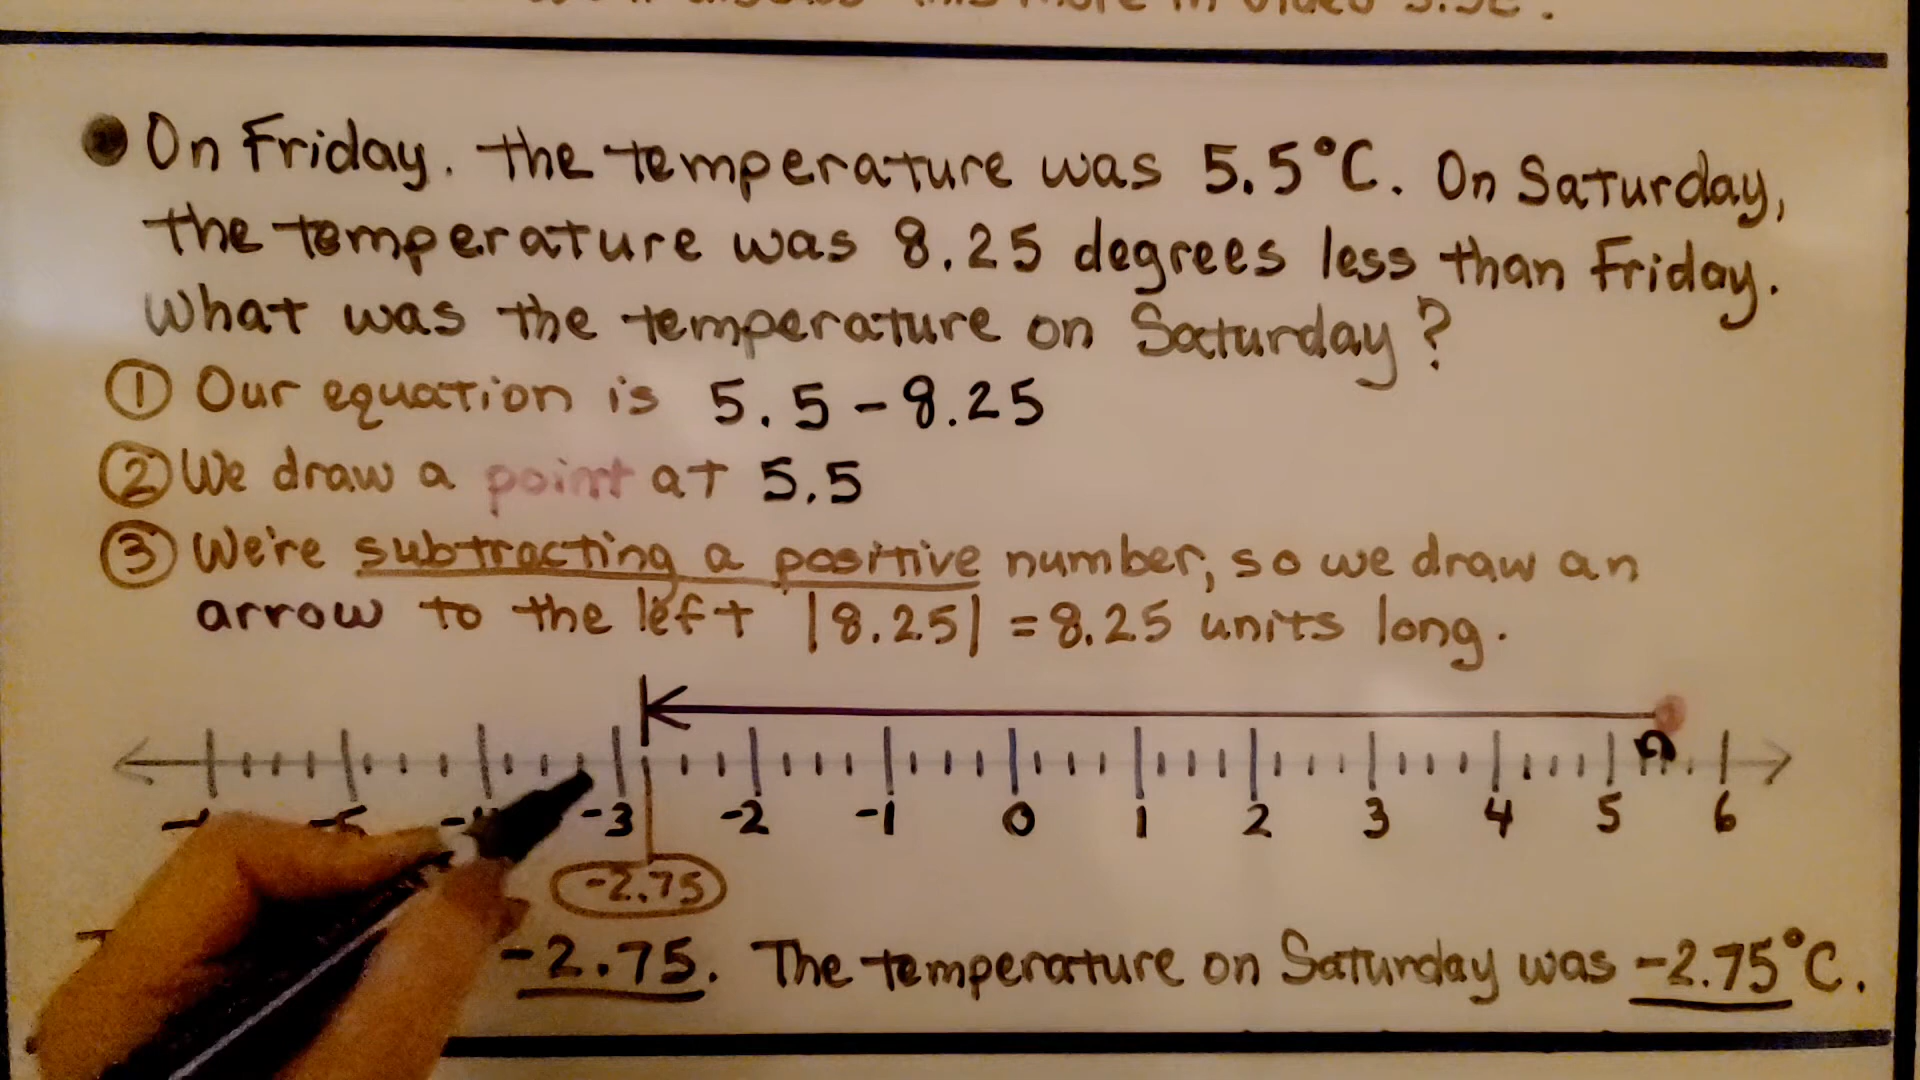 this more in video
On Friday. the temperature was 5.5°C. On Saturday,
the temperature was 8.25 degrees less than Friday.
What was the temperature on Saturday?
① Our equation is 5.5-8.25
② We draw a point at 5.5
③ We're subtracting a positive number, so we draw an
arrow to the left |8.25| = 8.25 units long.
-3 -2 -1 0 1 2 3 4 5 6
-2.75
-2.75. The temperature on Saturday was -2.75°C.